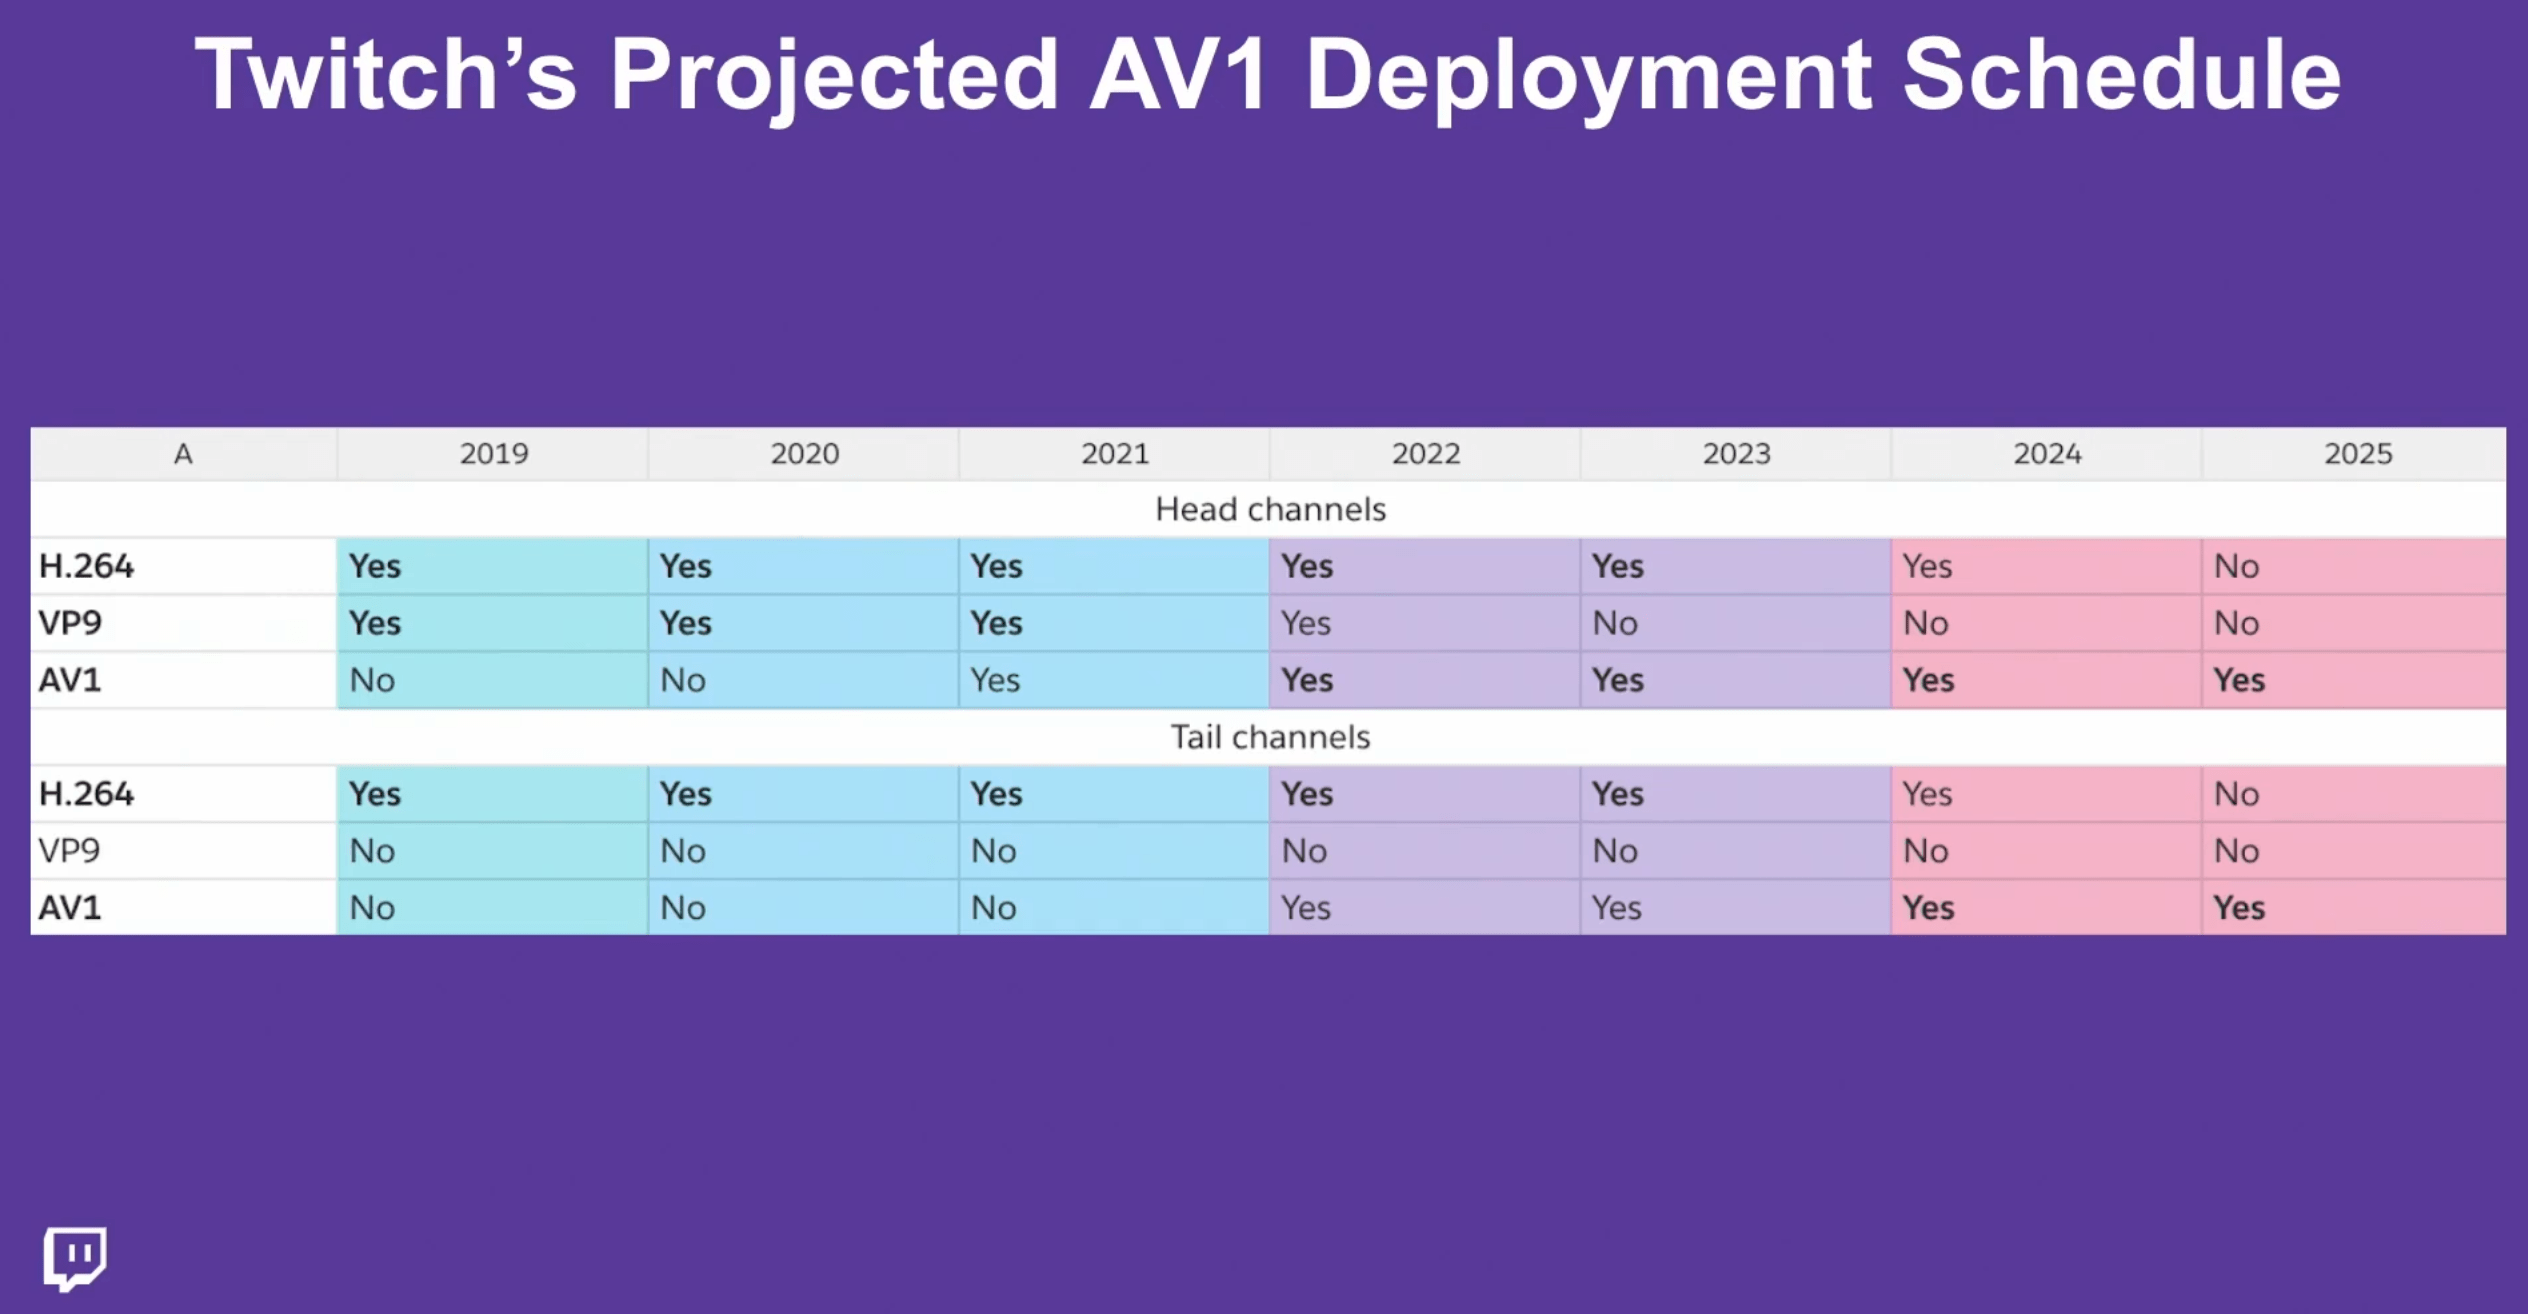 Twitch’s Projected AV1 Deployment Schedule
A 2019 2020 2021 2022 2023 2024 2025
Head channels
H.264 Yes Yes Yes Yes Yes Yes No
VP9 Yes Yes Yes Yes No No No
AV1 No No Yes Yes Yes Yes Yes
Tail channels
H.264 Yes Yes Yes Yes Yes Yes No
VP9 No No No No No No No
AV1 No No No Yes Yes Yes Yes